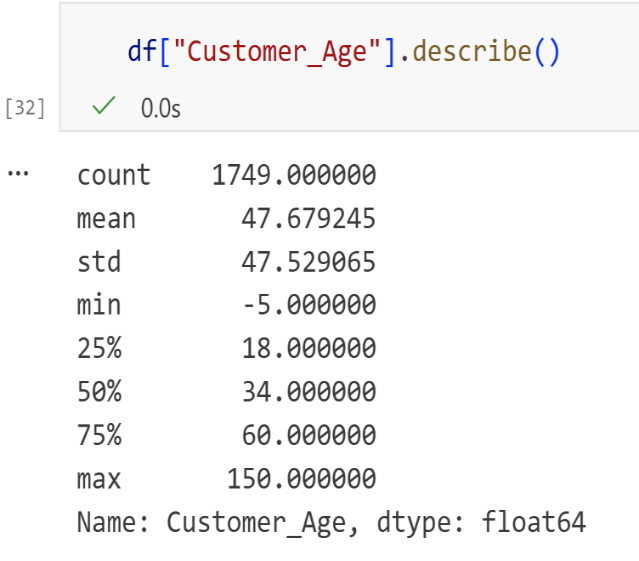 df["Customer_Age"].describe()
[32] ✓ 0.0s
... count 1749.000000
mean 47.679245
std 47.529065
min -5.000000
25% 18.000000
50% 34.000000
75% 60.000000
max 150.000000
Name: Customer_Age, dtype: float64